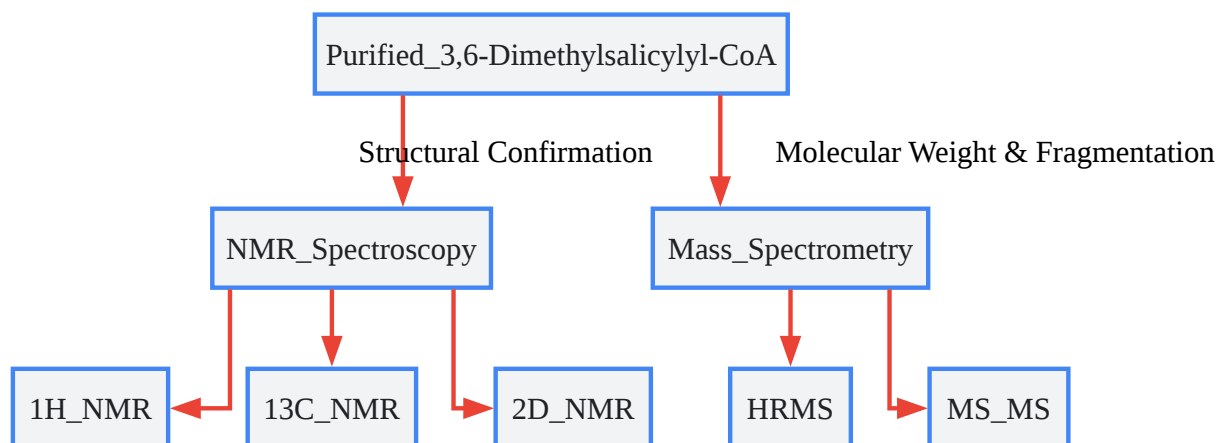 Purified_3,6-Dimethylsalicylyl-CoA
Structural Confirmation
Molecular Weight & Fragmentation
NMR_Spectroscopy
Mass_Spectrometry
1H_NMR
13C_NMR
2D_NMR
HRMS
MS_MS